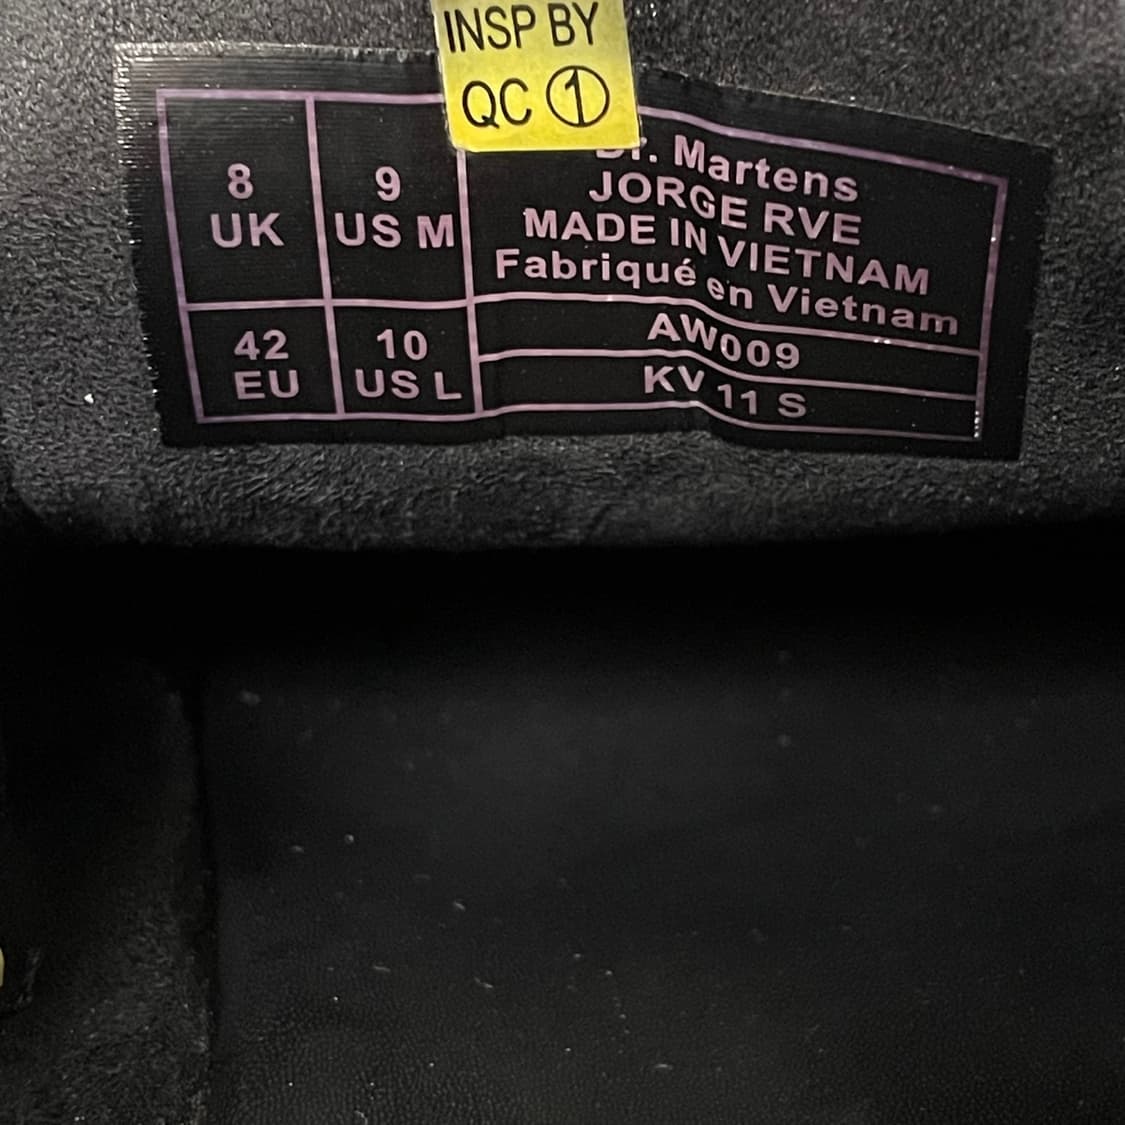 INSP BY
QC ①
8
UK
9
US M
42
EU
10
US L
Dr. Martens
JORGE RVE
MADE IN VIETNAM
Fabriqué en Vietnam
AW009
KV 11 S